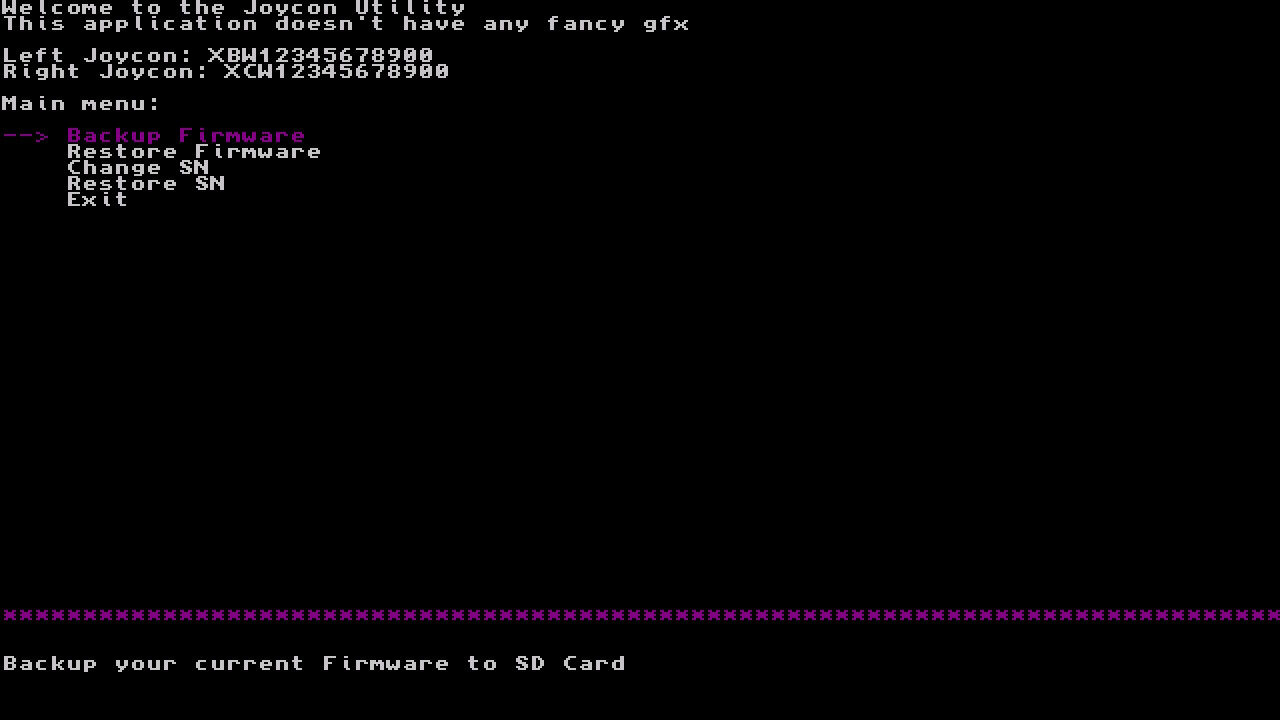 Welcome to the Joycon Utility
This application doesn't have any fancy gfx
Left Joycon: XBW12345678900
Right Joycon: XCW12345678900
Main menu:
--> Backup Firmware
Restore Firmware
Change SN
Restore SN
Exit
********************************************************************************
Backup your current Firmware to SD Card